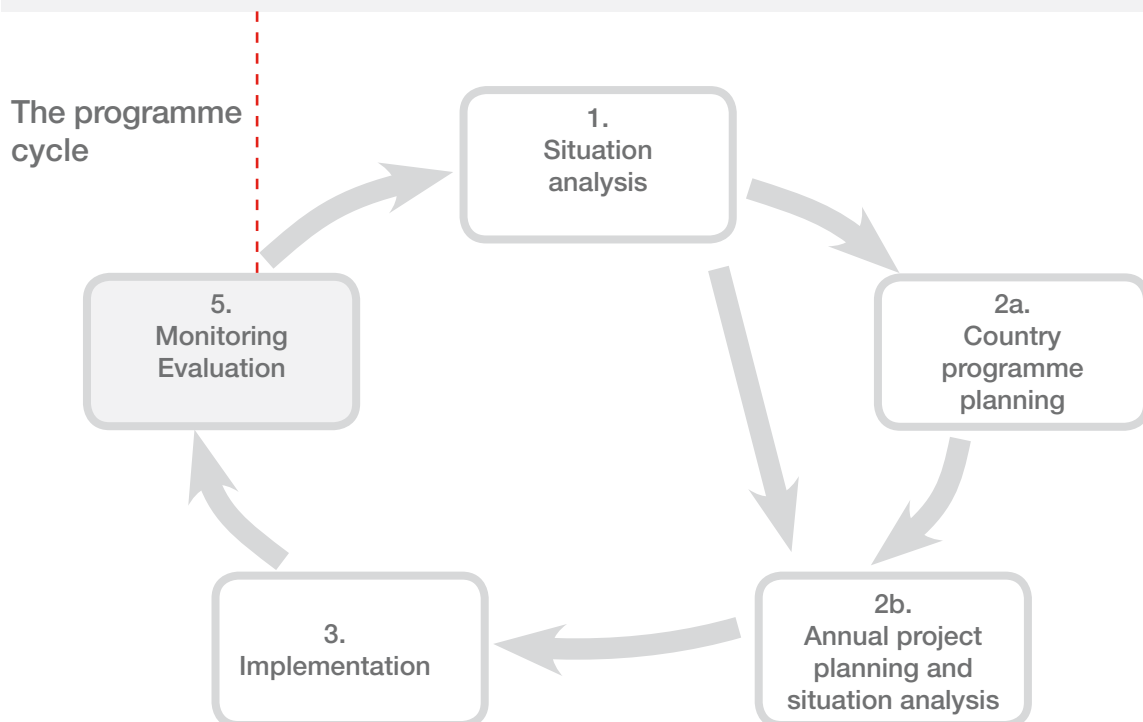 The programme
cycle
1.
Situation
analysis
2a.
Country
programme
planning
2b.
Annual project
planning and
situation analysis
3.
Implementation
5.
Monitoring
Evaluation